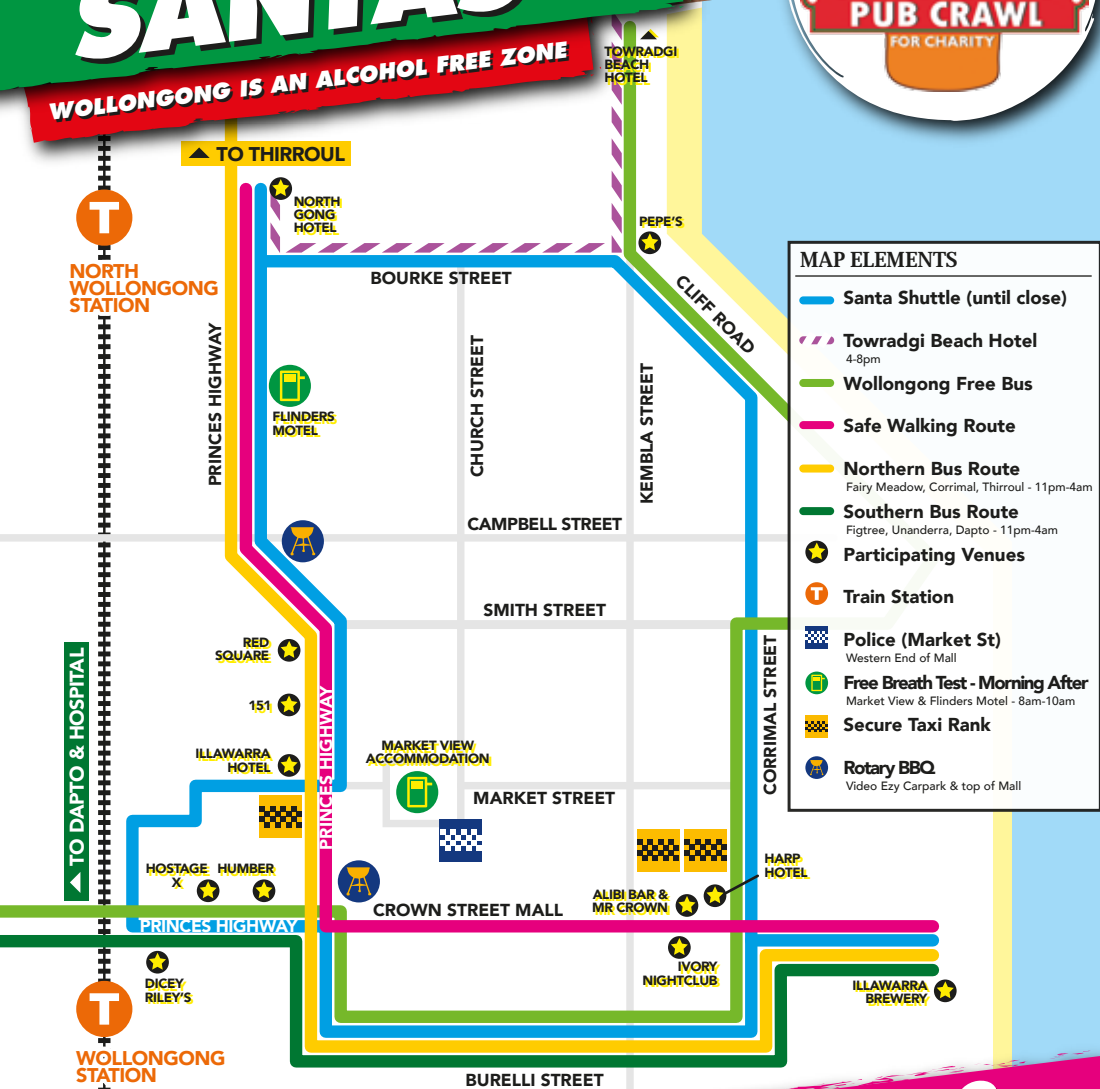 SANTAS
WOLLONGONG IS AN ALCOHOL FREE ZONE
PUB CRAWL
FOR CHARITY
TOWRADGI
BEACH
HOTEL
TO THIRROUL
T
NORTH
WOLLONGONG
STATION
NORTH
GONG
HOTEL
PEPE'S
BOURKE STREET
CLIFF ROAD
PRINCES HIGHWAY
CHURCH STREET
KEMBLA STREET
FLINDERS
MOTEL
CAMPBELL STREET
SMITH STREET
RED
SQUARE
151
ILLAWARRA
HOTEL
PRINCES HIGHWAY
MARKET VIEW
ACCOMMODATION
MARKET STREET
CORRIMAL STREET
TO DAPTO & HOSPITAL
HOSTAGE
X
HUMBER
ALIBI BAR &
MR CROWN
HARP
HOTEL
CROWN STREET MALL
PRINCES HIGHWAY
DICEY
RILEY'S
IVORY
NIGHTCLUB
ILLAWARRA
BREWERY
T
WOLLONGONG
STATION
BURELLI STREET
MAP ELEMENTS
Santa Shuttle (until close)
Towradgi Beach Hotel
4-8pm
Wollongong Free Bus
Safe Walking Route
Northern Bus Route
Fairy Meadow, Corrimal, Thirroul - 11pm-4am
Southern Bus Route
Figtree, Unanderra, Dapto - 11pm-4am
Participating Venues
T
Train Station
Police (Market St)
Western End of Mall
Free Breath Test - Morning After
Market View & Flinders Motel - 8am-10am
Secure Taxi Rank
Rotary BBQ
Video Ezy Carpark & top of Mall